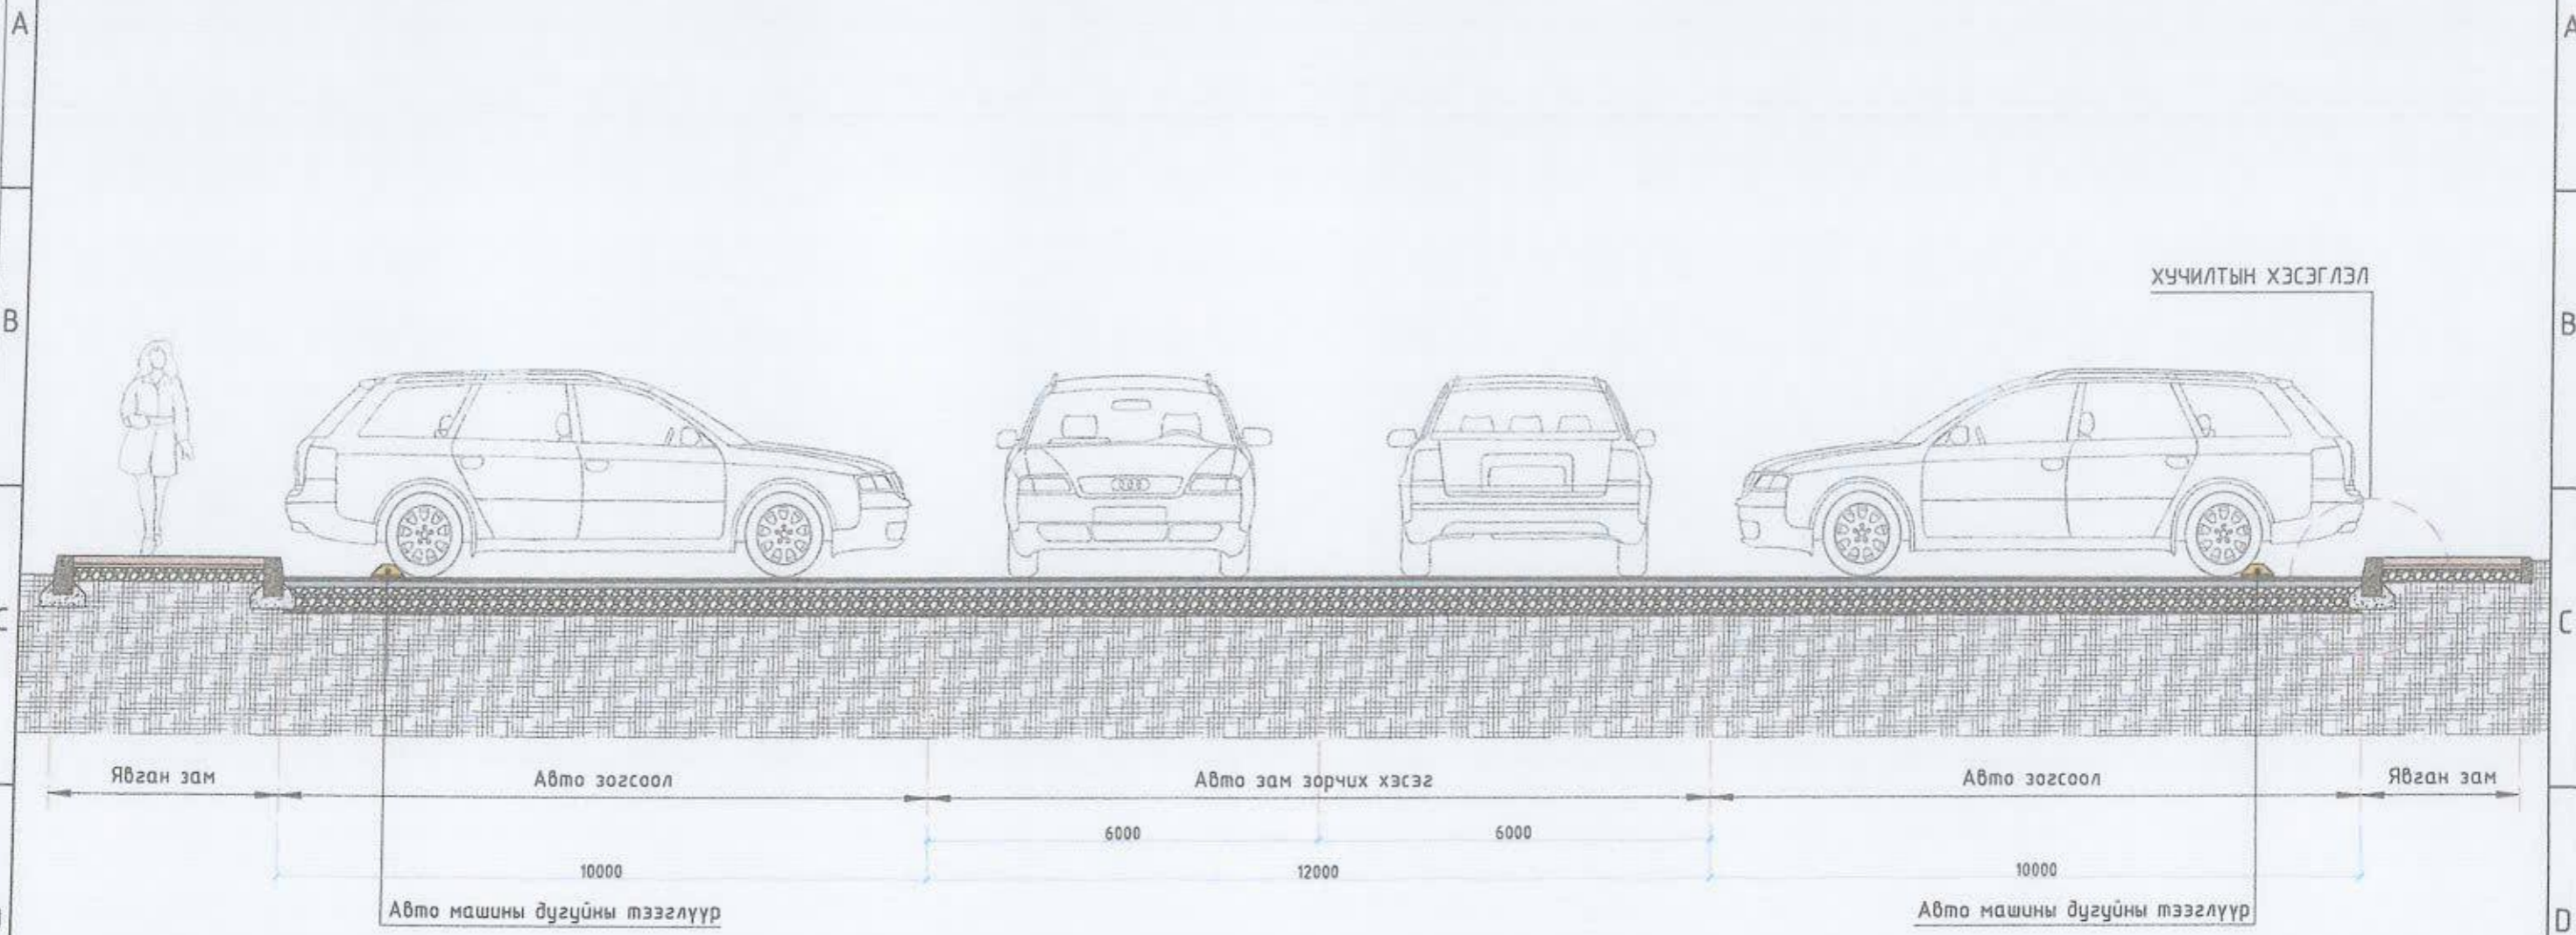 A
A
ХУЧИЛТЫН ХЭСЭГЛЭЛ
B
B
C
C
Явган зам
Авто зогсоол
Авто зам зорчих хэсэг
Авто зогсоол
Явган зам
6000
6000
10000
12000
10000
Авто машины дугуйны тээглүүр
Авто машины дугуйны тээглүүр
D